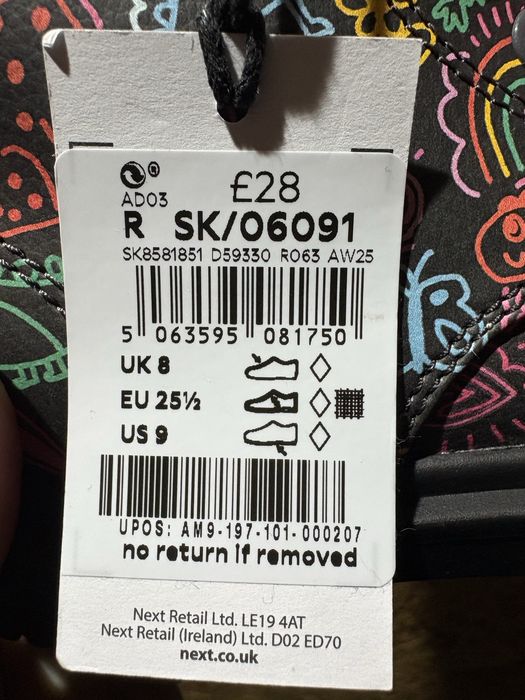 £28
AD03
R SK/06091
SK8581851 D59330 R063 AW25
5 063595 081750
UK 8
EU 25½
US 9
UPOS: AM9-197-101-000207
no return if removed
Next Retail Ltd. LE19 4AT
Next Retail (Ireland) Ltd. D02 ED70
next.co.uk